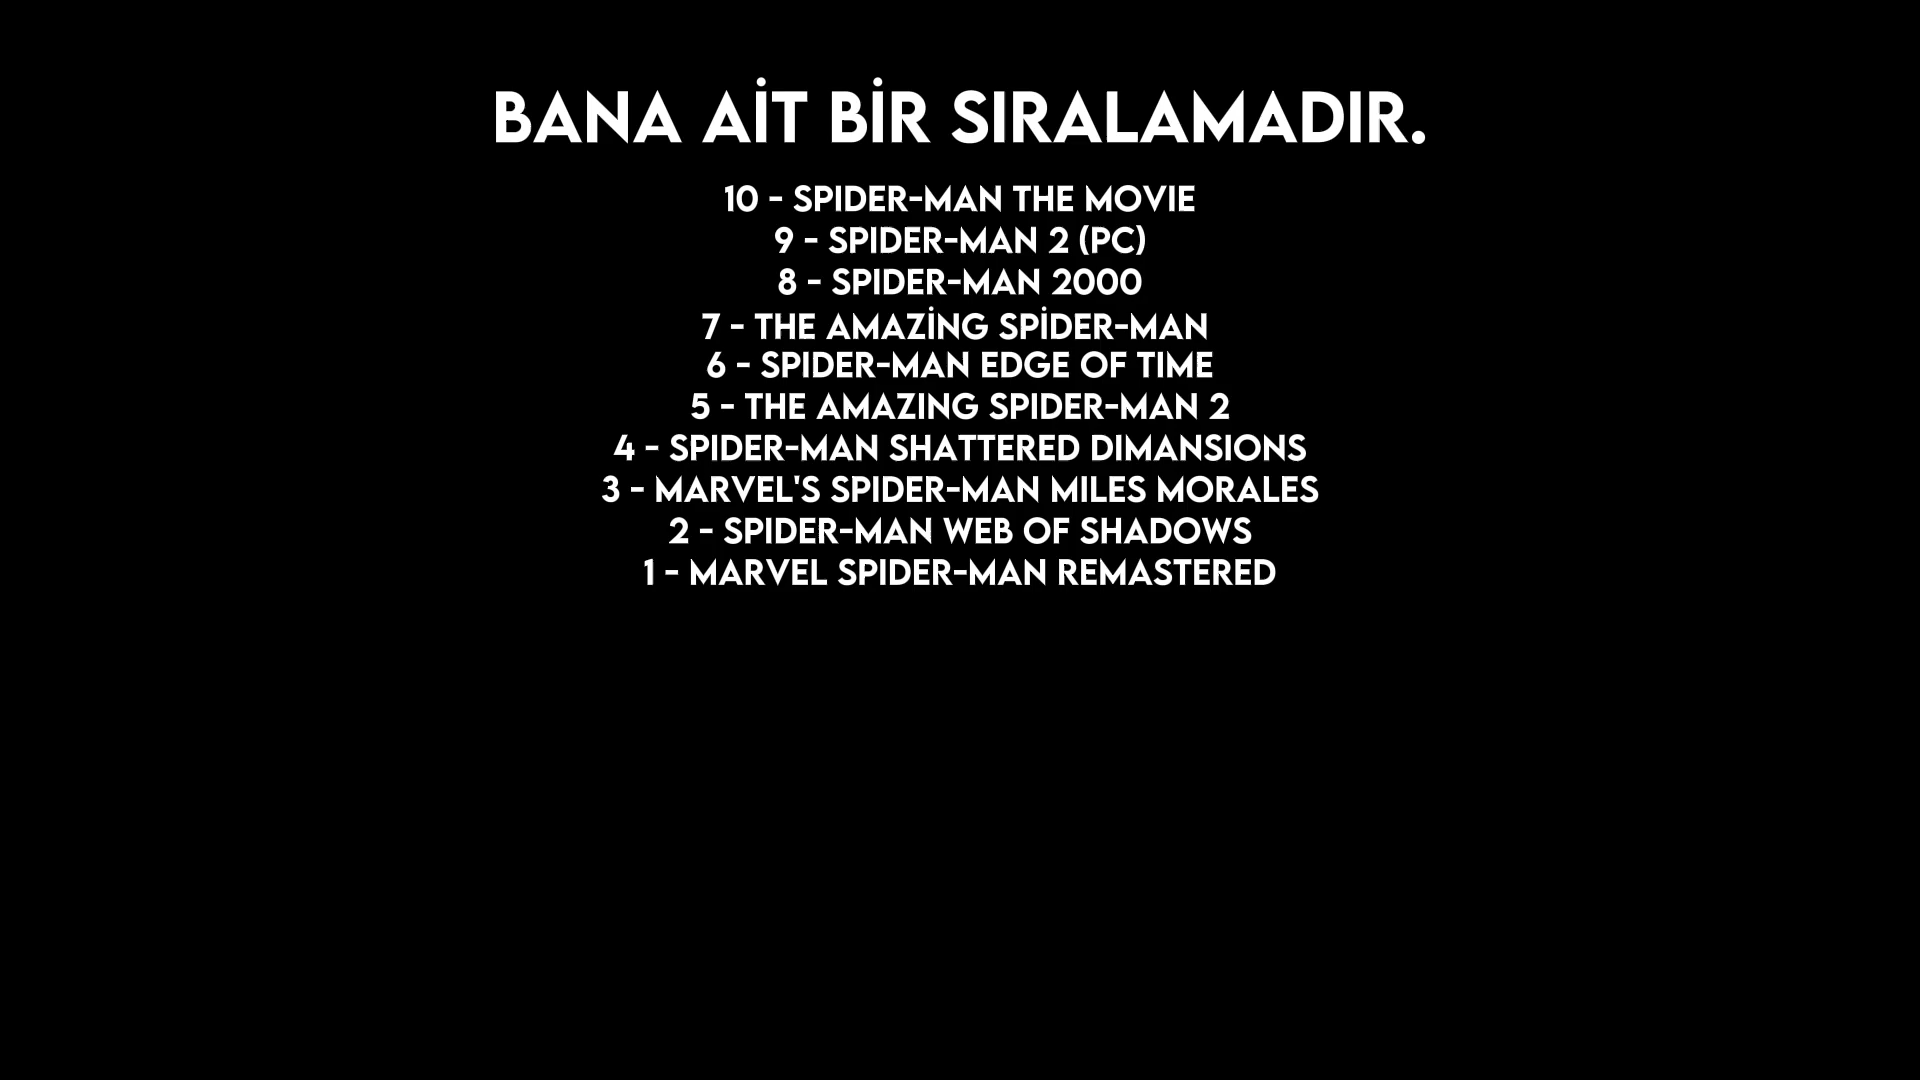 BANA AİT BİR SIRALAMADIR.
10 - SPIDER-MAN THE MOVIE
9 - SPIDER-MAN 2 (PC)
8 - SPIDER-MAN 2000
7 - THE AMAZİNG SPİDER-MAN
6 - SPIDER-MAN EDGE OF TIME
5 - THE AMAZING SPIDER-MAN 2
4 - SPIDER-MAN SHATTERED DIMANSIONS
3 - MARVEL'S SPIDER-MAN MILES MORALES
2 - SPIDER-MAN WEB OF SHADOWS
1 - MARVEL SPIDER-MAN REMASTERED